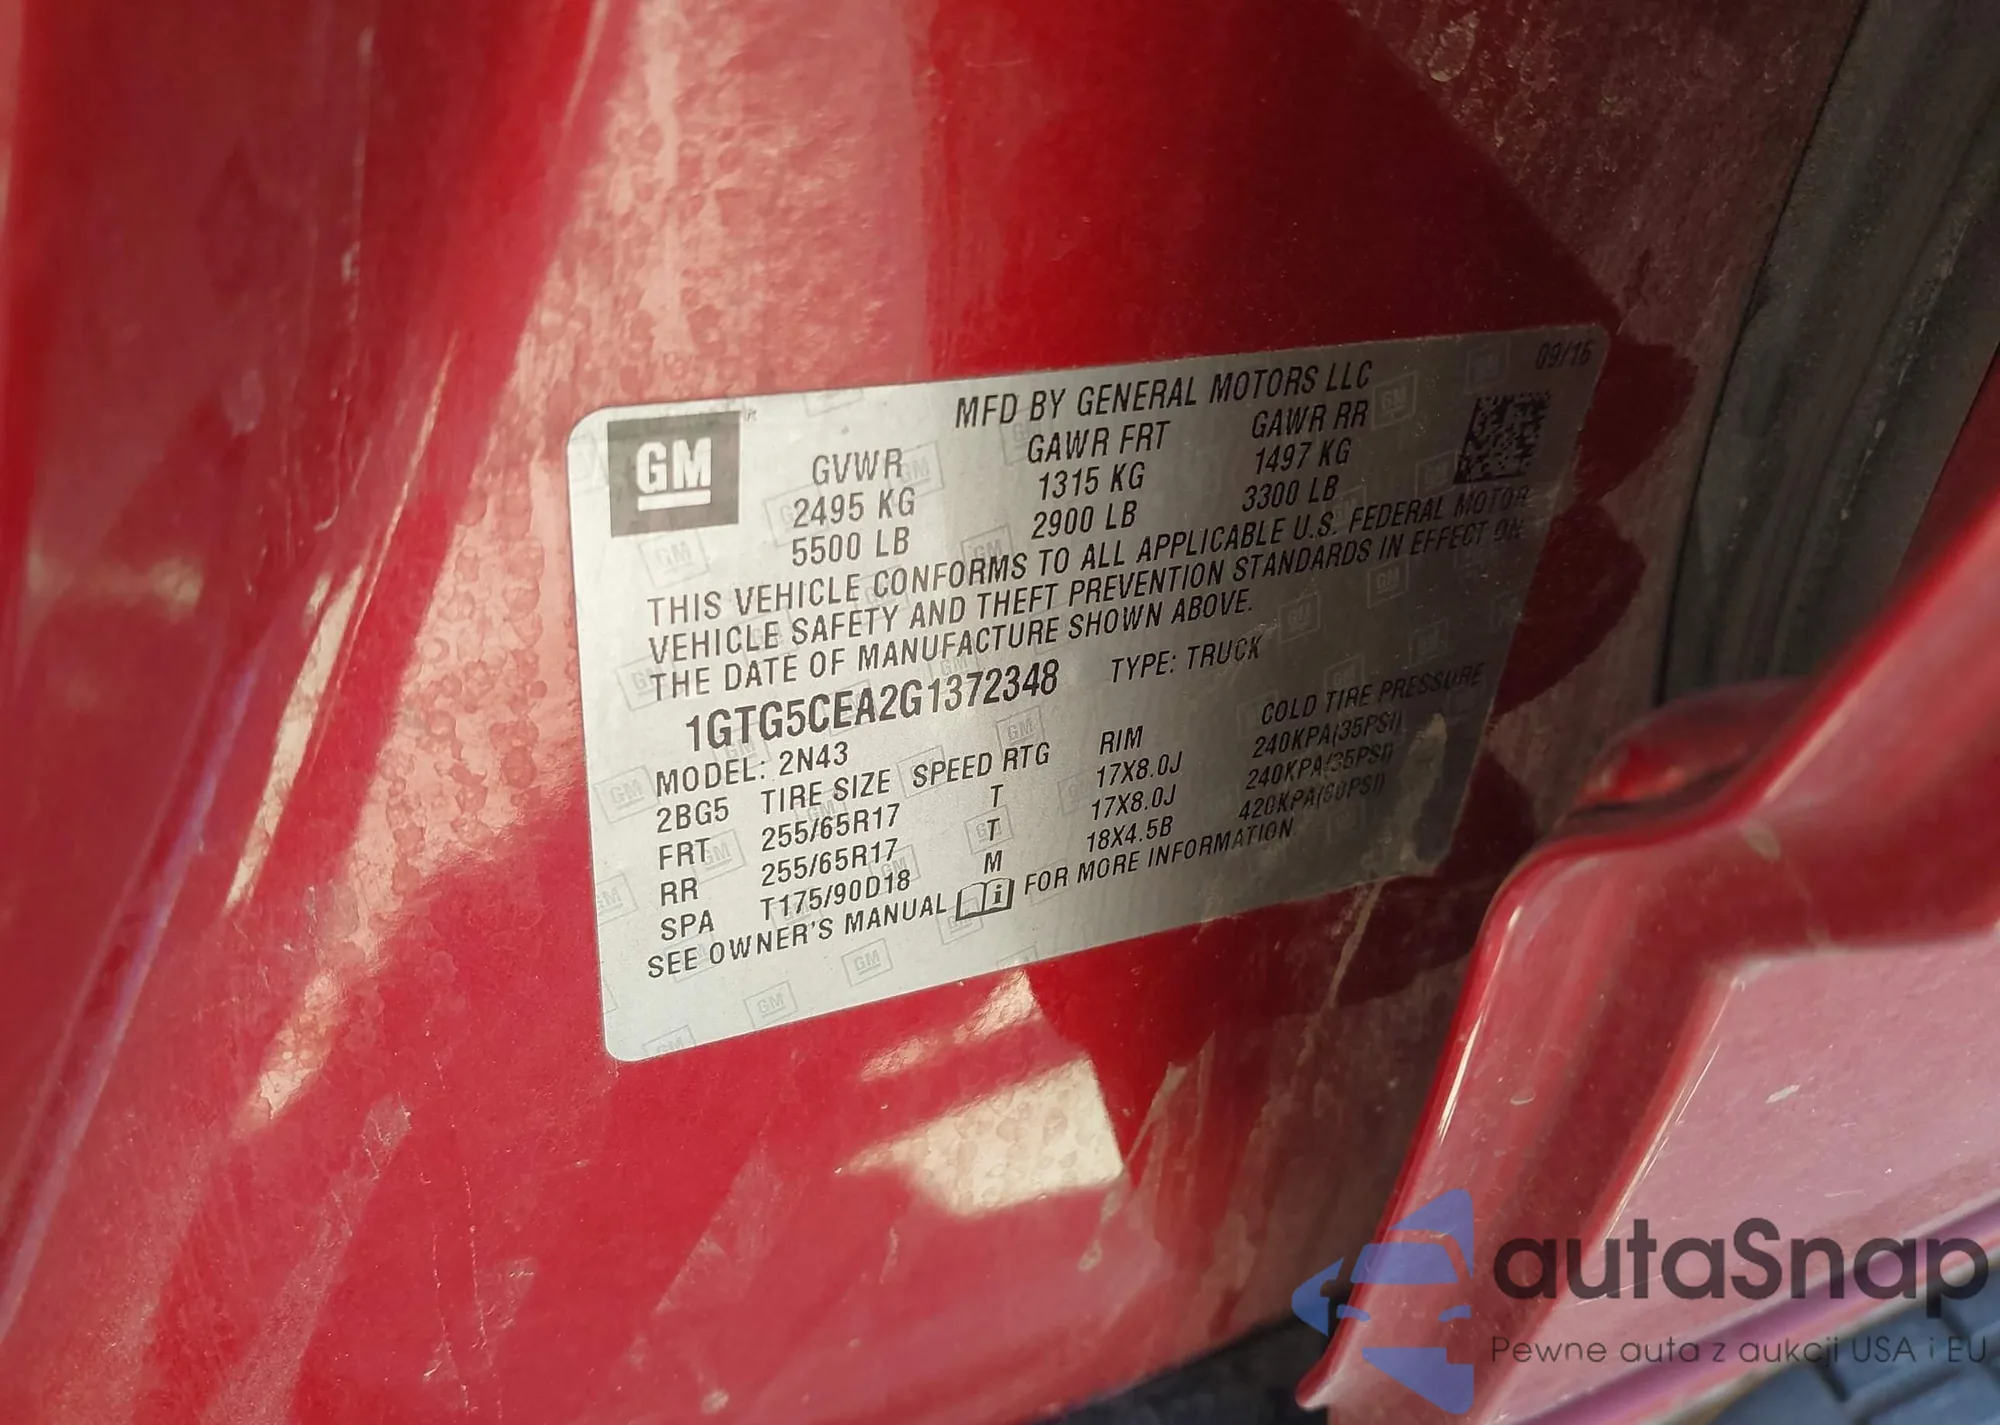 09/16
MFD BY GENERAL MOTORS LLC
GM
GVWR GAWR FRT GAWR RR
2495 KG 1315 KG 1497 KG
5500 LB 2900 LB 3300 LB
THIS VEHICLE CONFORMS TO ALL APPLICABLE U.S. FEDERAL MOTOR
VEHICLE SAFETY AND THEFT PREVENTION STANDARDS IN EFFECT ON
THE DATE OF MANUFACTURE SHOWN ABOVE.
1GTG5CEA2G1372348 TYPE: TRUCK
MODEL: 2N43
2BG5 TIRE SIZE SPEED RTG RIM COLD TIRE PRESSURE
FRT 255/65R17 T 17X8.0J 240KPA(35PSI)
RR 255/65R17 T 17X8.0J 240KPA(35PSI)
SPA T175/90D18 M 18X4.5B 420KPA(60PSI)
SEE OWNER'S MANUAL FOR MORE INFORMATION
autaSnap
Pewne auta z aukcji USA i EU